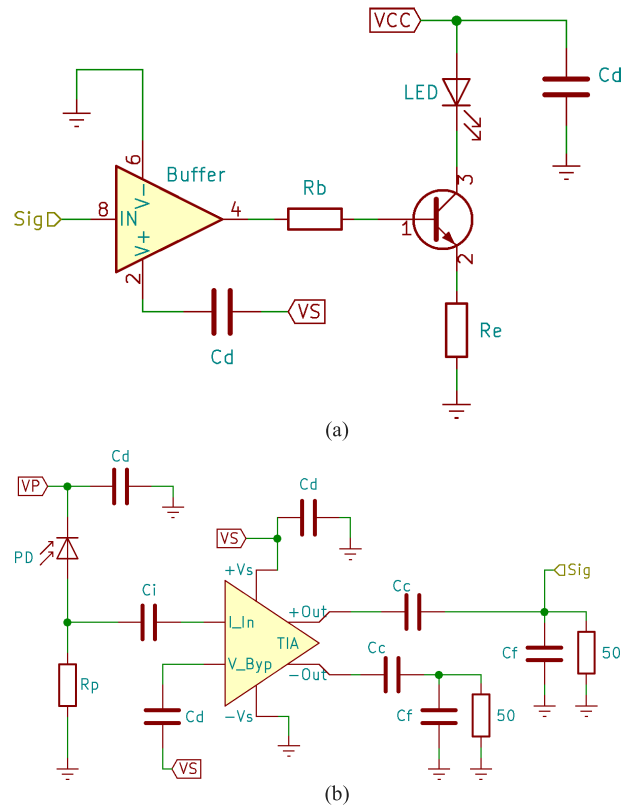 VCC
LED
Cd
6
Buffer
V-
Sig
8
IN
4
Rb
3
1
V+
2
2
Cd
VS
Re
(a)
VP
Cd
Cd
VS
PD
+Vs
Ci
I_In
+Out
Cc
Sig
TIA
V_Byp
-Out
Cc
Cf
50
Rp
Cd
-Vs
Cf
50
VS
(b)